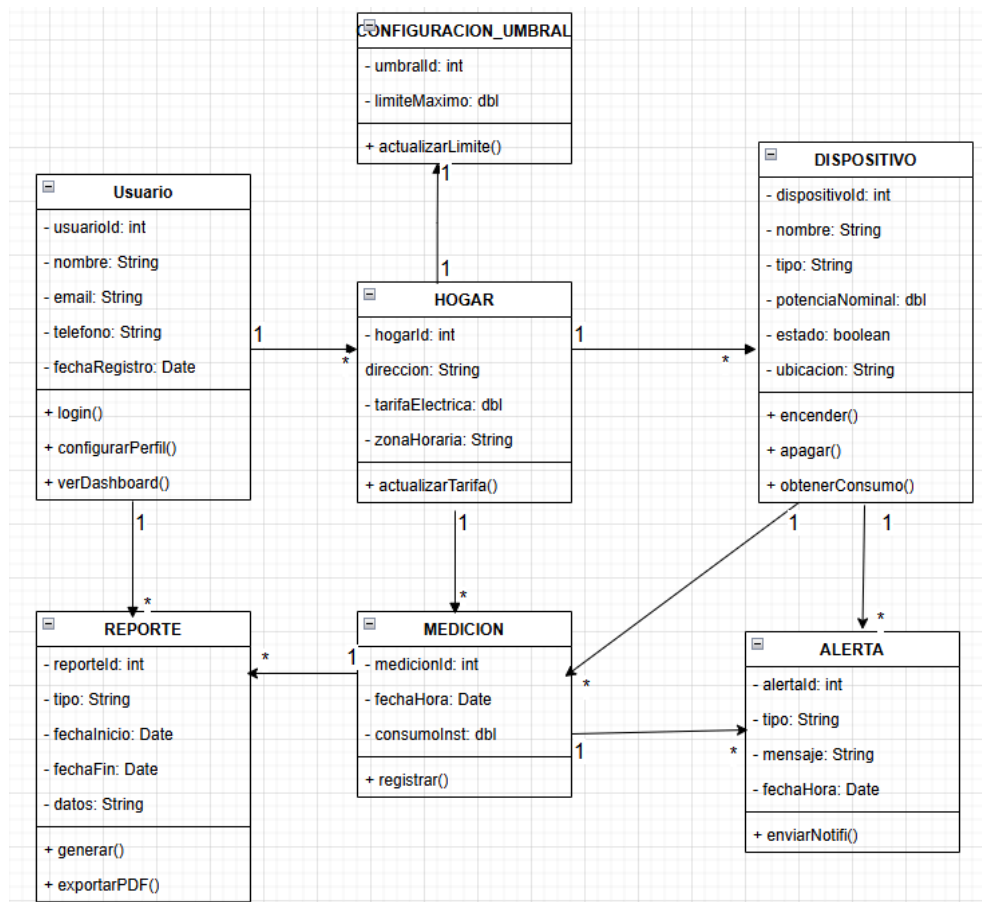 CONFIGURACION_UMBRAL
- umbralId: int
- limiteMaximo: dbl
+ actualizarLimite()
1
1
Usuario
- usuarioId: int
- nombre: String
- email: String
- telefono: String
- fechaRegistro: Date
+ login()
+ configurarPerfil()
+ verDashboard()
1
*
HOGAR
- hogarId: int
direccion: String
- tarifaElectrica: dbl
- zonaHoraria: String
+ actualizarTarifa()
1
*
DISPOSITIVO
- dispositivoId: int
- nombre: String
- tipo: String
- potenciaNominal: dbl
- estado: boolean
- ubicacion: String
+ encender()
+ apagar()
+ obtenerConsumo()
1
*
1
*
1
*
1
*
REPORTE
- reporteId: int
- tipo: String
- fechaInicio: Date
- fechaFin: Date
- datos: String
+ generar()
+ exportarPDF()
*
1
MEDICION
- medicionId: int
- fechaHora: Date
- consumoInst: dbl
+ registrar()
1
*
ALERTA
- alertaId: int
- tipo: String
- mensaje: String
- fechaHora: Date
+ enviarNotifi()